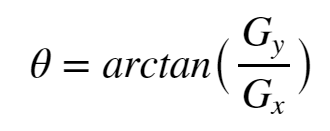 θ = arctan(G_y / G_x)